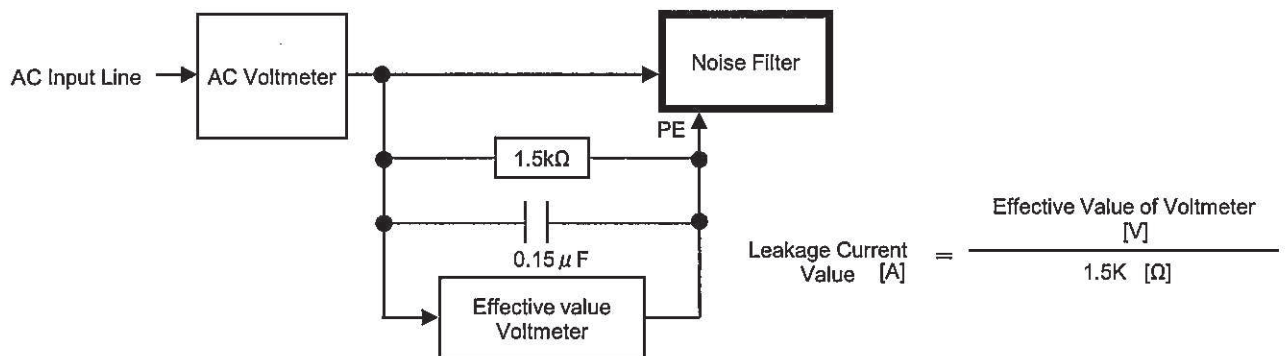 AC Input Line
AC Voltmeter
Noise Filter
PE
1.5kΩ
0.15μF
Effective value
Voltmeter
Leakage Current
Value [A]
=
Effective Value of Voltmeter
[V]
1.5K [Ω]